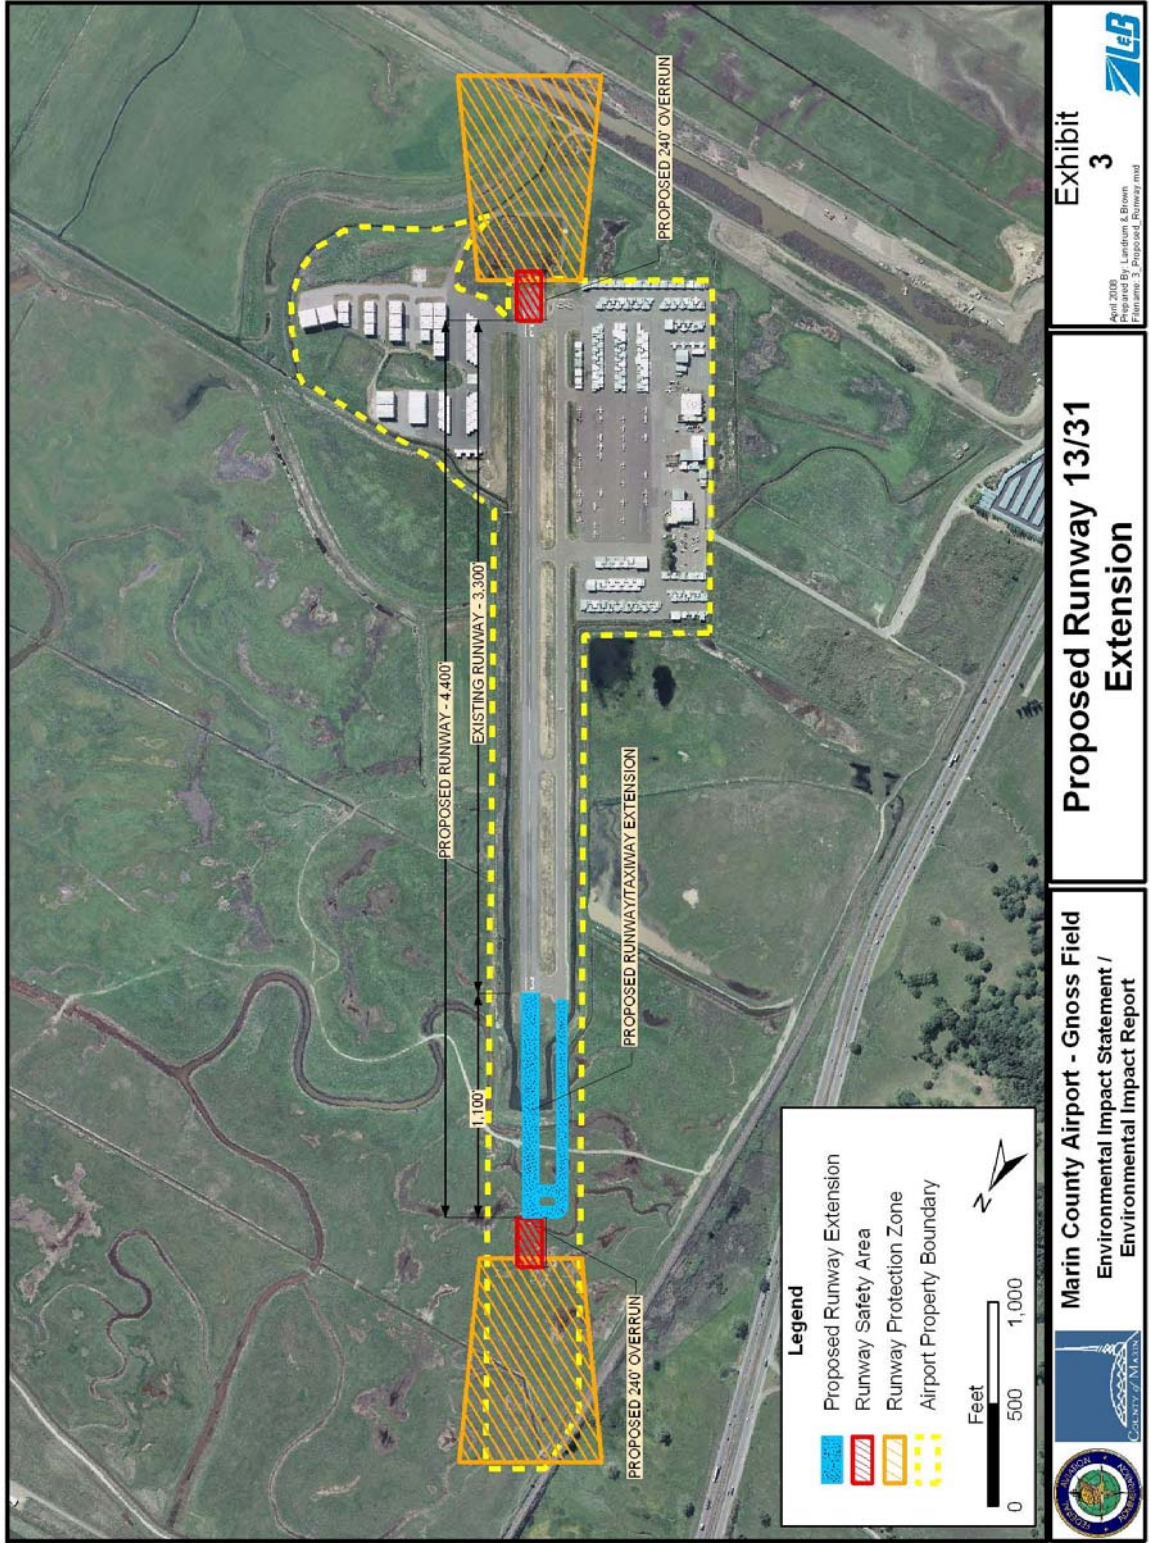 PROPOSED 240' OVERRUN
PROPOSED RUNWAY - 4,400'
EXISTING RUNWAY - 3,300'
1,100'
PROPOSED RUNWAY/TAXIWAY EXTENSION
PROPOSED 240' OVERRUN
Legend
Proposed Runway Extension
Runway Safety Area
Runway Protection Zone
Airport Property Boundary
N
Feet
0 500 1,000
FEDERAL AVIATION ADMINISTRATION
COUNTY of MARIN
Marin County Airport - Gnoss Field
Environmental Impact Statement /
Environmental Impact Report
Proposed Runway 13/31
Extension
Exhibit
3
April 2008
Prepared By: Landrum & Brown
Filename: 3_Proposed_Runway.mxd
L&B